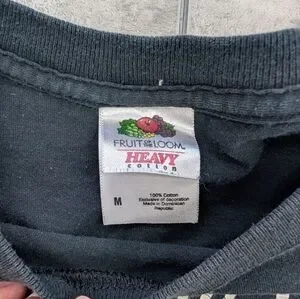 FRUIT OF THE LOOM
HEAVY
cotton
M
100% Cotton
Exclusive of decoration
Made in Dominican
Republic